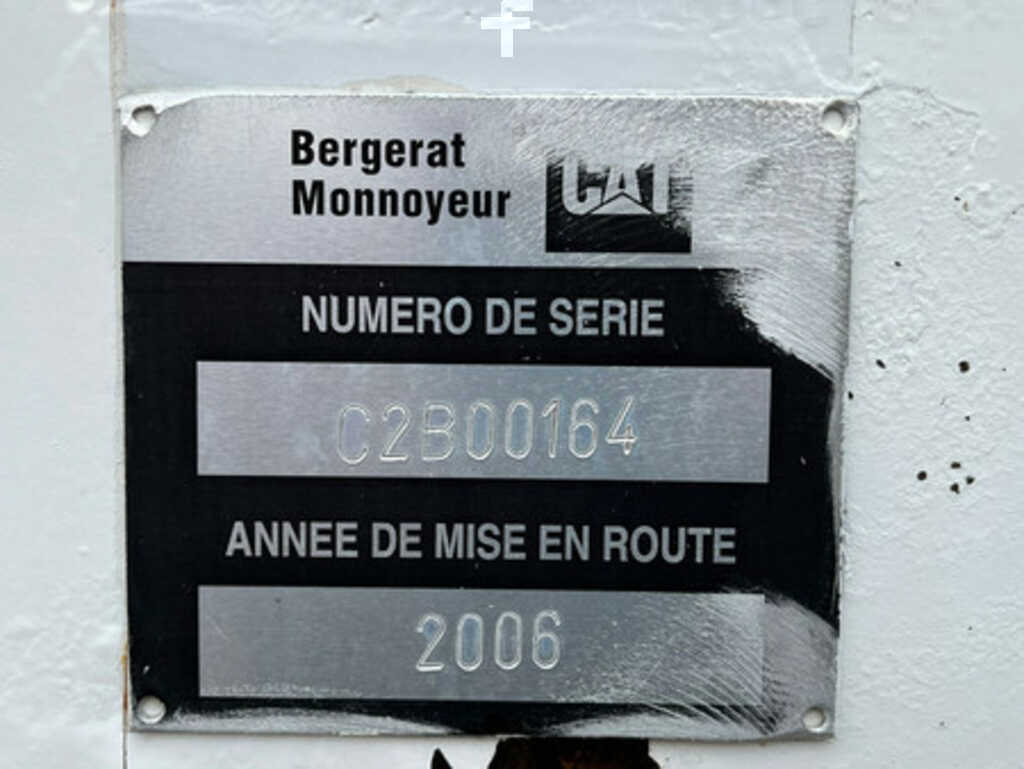 Bergerat
Monnoyeur
CAT
NUMERO DE SERIE
C2B00164
ANNEE DE MISE EN ROUTE
2006